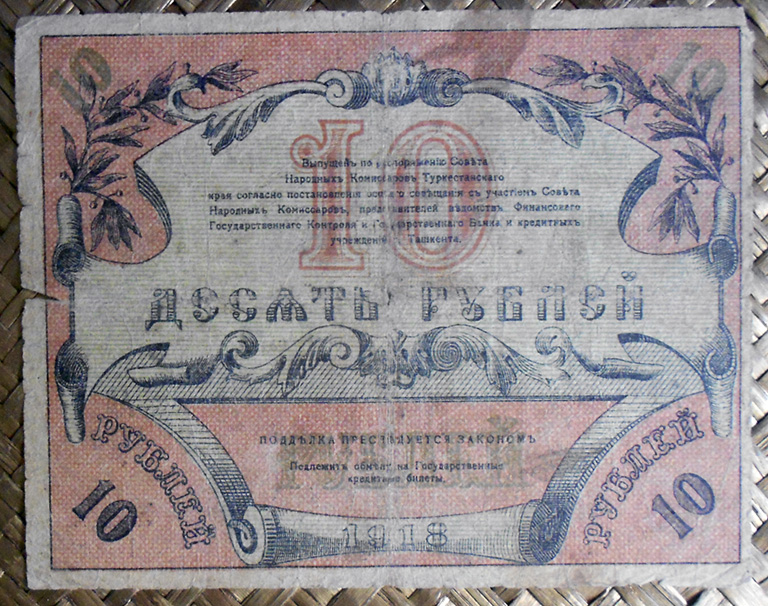 10 10
10
Выпущенъ по распоряженію Совѣта
Народныхъ Комиссаровъ Туркестанскаго
края согласно постановленія особаго совѣщанія съ участіемъ Совѣта
Народныхъ Комиссаровъ, представителей вѣдомствъ Финансоваго
Государственнаго Контроля и Государственнаго Банка и кредитныхъ
учрежденій Ташкента.
ДЕСЯТЬ РУБЛЕЙ
ПОДДѢЛКА ПРЕСЛѢДУЕТСЯ ЗАКОНОМЪ
РУБЛЕЙ
Подлежитъ обмѣну на Государственные
кредитные билеты.
РУБЛЕЙ РУБЛЕЙ
10 10
1918